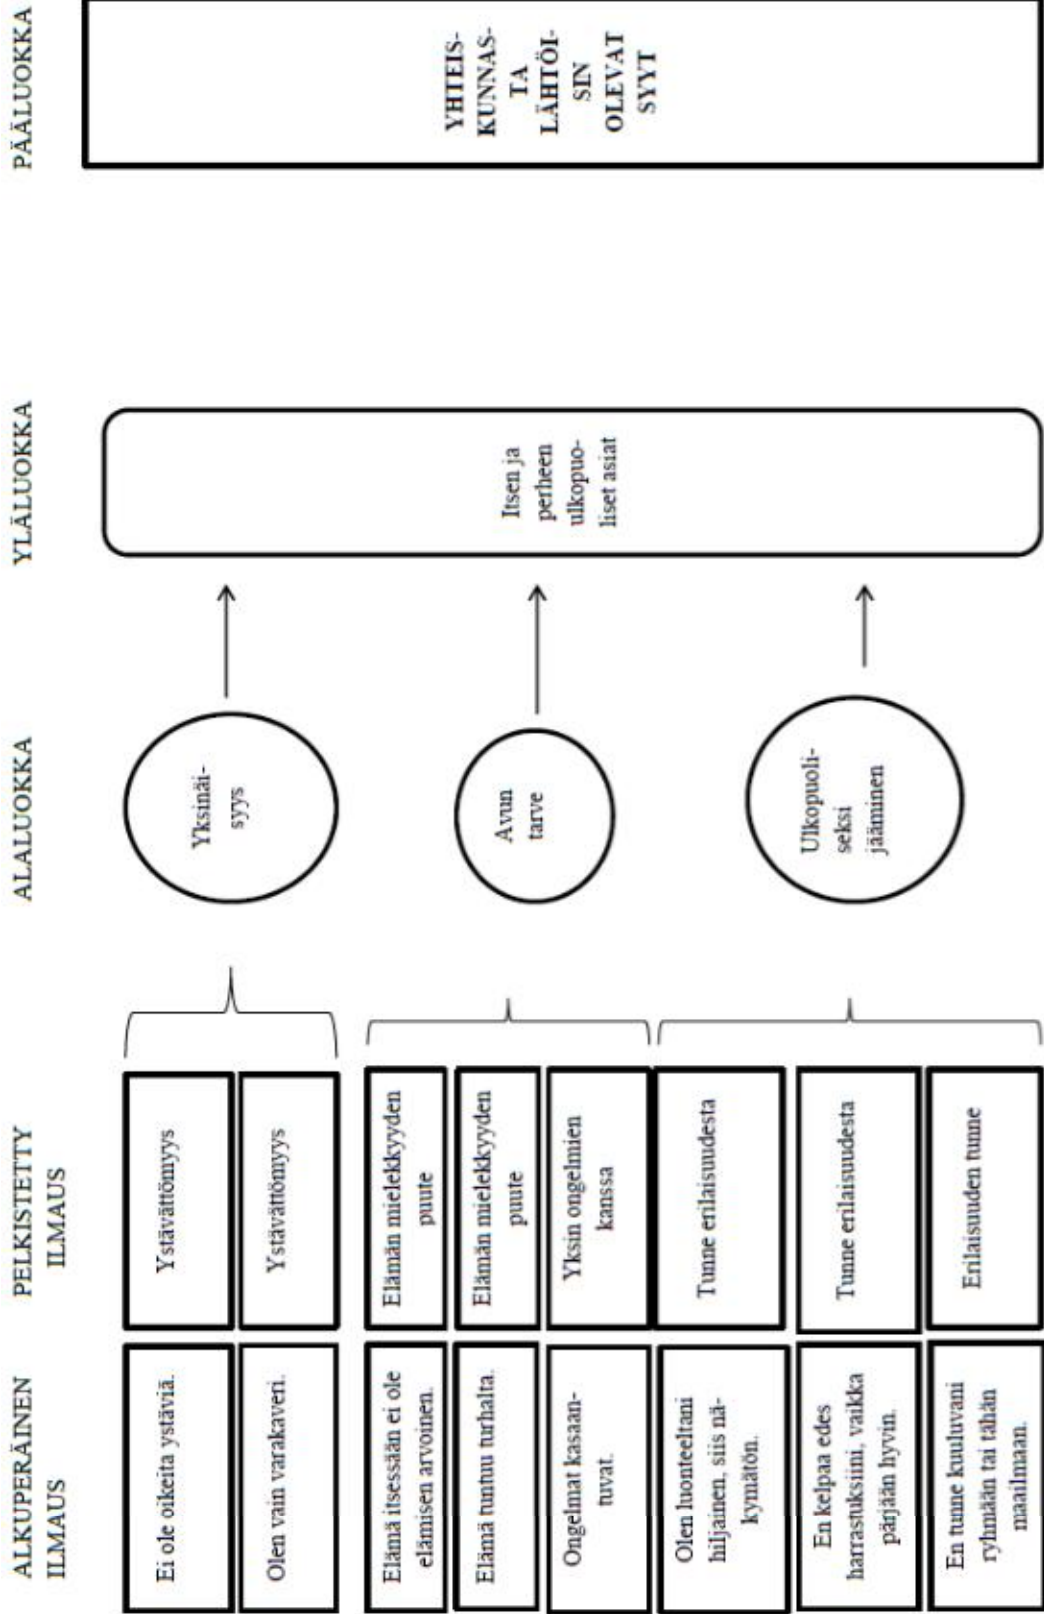 ALKUPERÄINEN
ILMAUS
PELKISTETTY
ILMAUS
ALALUOKKA
YLÄLUOKKA
PÄÄLUOKKA
Ei ole oikeita ystäviä.
Ystävättömyys
Olen vain varakaveri.
Ystävättömyys
Yksinäi-
syys
Elämä itsessään ei ole
elämisen arvoinen.
Elämän mielekkyyden
puute
Elämä tuntuu turhalta.
Elämän mielekkyyden
puute
Ongelmat kasaan-
tuvat.
Yksin ongelmien
kanssa
Avun
tarve
Olen luonteeltani
hiljainen, siis nä-
kymätön.
Tunne erilaisuudesta
En kelpaa edes
harrastuksiini, vaikka
pärjään hyvin.
Tunne erilaisuudesta
En tunne kuuluvani
ryhmään tai tähän
maailmaan.
Erilaisuuden tunne
Ulkopuoli-
seksi
jääminen
Itsen ja
perheen
ulkopuo-
liset asiat
YHTEIS-
KUNNAS-
TA
LÄHTÖI-
SIN
OLEVAT
SYYT